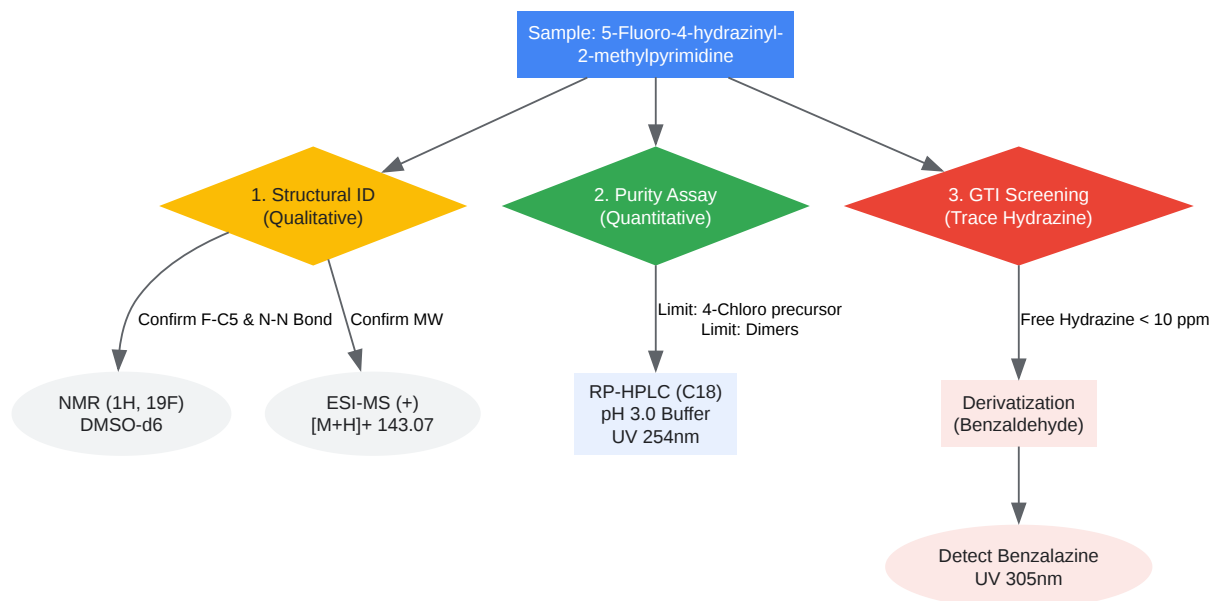 Sample: 5-Fluoro-4-hydrazinyl-
2-methylpyrimidine
1. Structural ID
(Qualitative)
2. Purity Assay
(Quantitative)
3. GTI Screening
(Trace Hydrazine)
Confirm F-C5 & N-N Bond
Confirm MW
Limit: 4-Chloro precursor
Limit: Dimers
Free Hydrazine < 10 ppm
NMR (1H, 19F)
DMSO-d6
ESI-MS (+)
[M+H]+ 143.07
RP-HPLC (C18)
pH 3.0 Buffer
UV 254nm
Derivatization
(Benzaldehyde)
Detect Benzalazine
UV 305nm